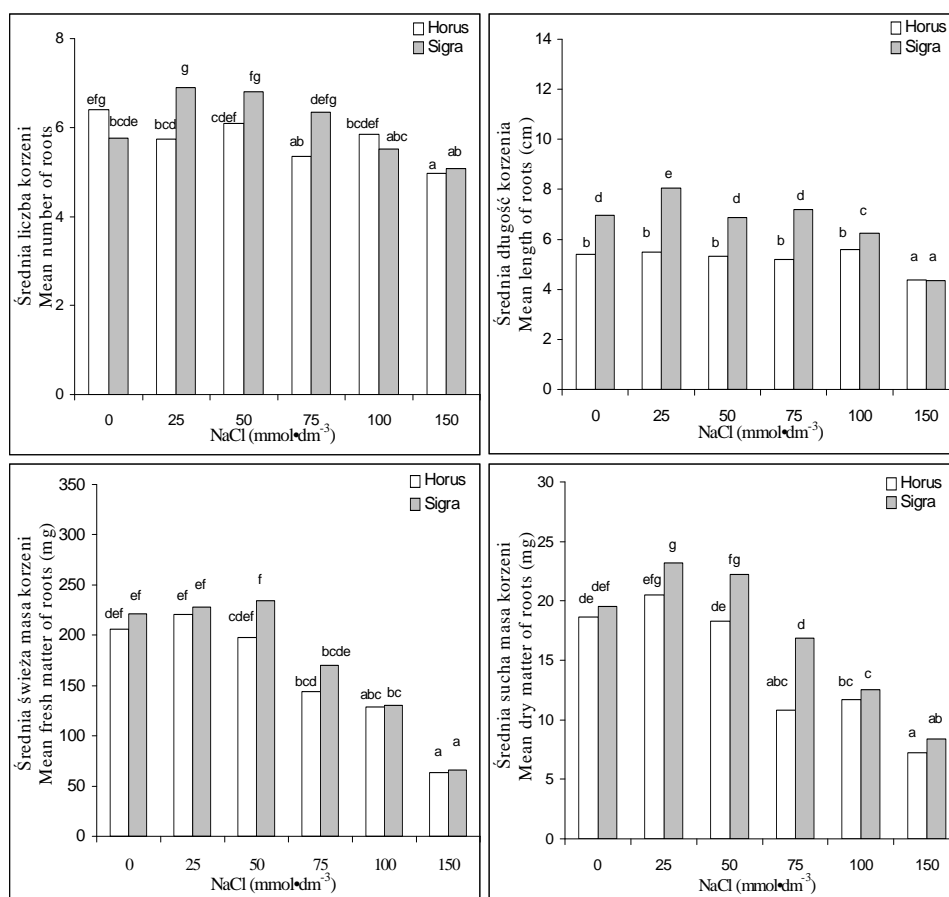 Horus
Sigra
Średnia liczba korzeni
Mean number of roots
8
6
4
2
0
efg
bcde
bcd
g
cdef
fg
ab
defg
bcdef
abc
a
ab
0 25 50 75 100 150
NaCl (mmol•dm-3)
Horus
Sigra
Średnia długość korzenia
Mean length of roots (cm)
14
12
10
8
6
4
2
0
b
d
b
e
b
d
b
d
b
c
a
a
0 25 50 75 100 150
NaCl (mmol•dm-3)
Horus
Sigra
Średnia świeża masa korzeni
Mean fresh matter of roots (mg)
350
300
250
200
150
100
50
0
def
ef
ef
ef
cdef
f
bcd
bcde
abc
bc
a
a
0 25 50 75 100 150
NaCl (mmol•dm-3)
Horus
Sigra
Średnia sucha masa korzeni
Mean dry matter of roots (mg)
30
25
20
15
10
5
0
de
def
efg
g
de
fg
abc
d
bc
c
a
ab
0 25 50 75 100 150
NaCl (mmol•dm-3)